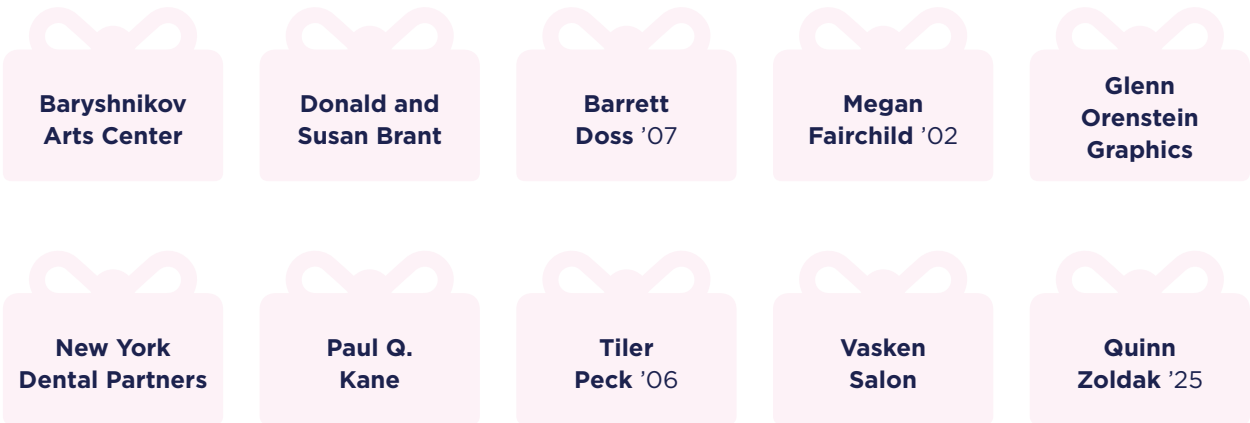 Baryshnikov
Arts Center
Donald and
Susan Brant
Barrett
Doss ’07
Megan
Fairchild ’02
Glenn
Orenstein
Graphics
New York
Dental Partners
Paul Q.
Kane
Tiler
Peck ’06
Vasken
Salon
Quinn
Zoldak ’25